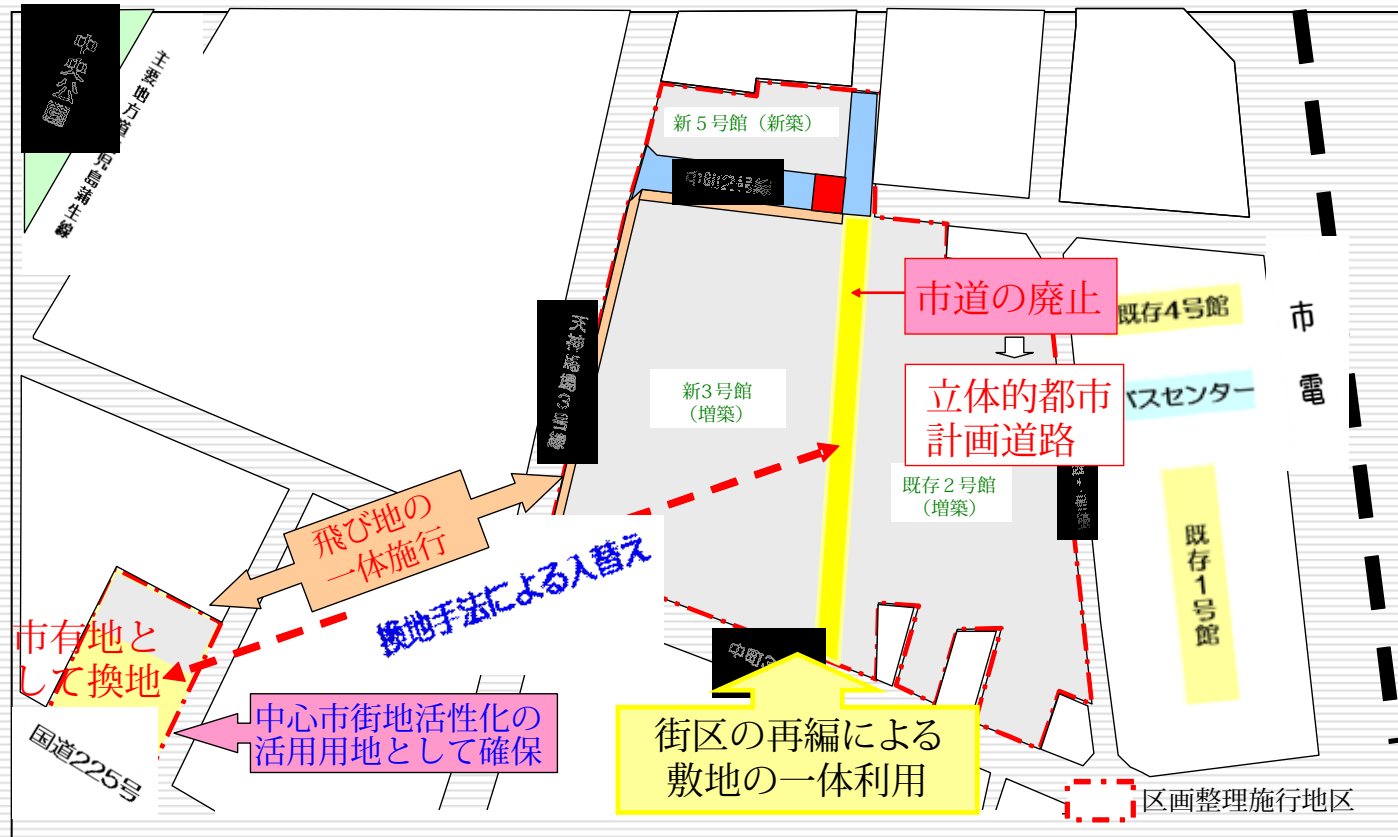 中央公園
主要地方道
児島蒲生線
新５号館（新築）
中町２号線
市道の廃止
既存4号館
市電
立体的都市
計画道路
バスセンター
新3号館
（増築）
既存２号館
（増築）
飛び地の
一体施行
換地手法による入替え
既存1号館
市有地と
して換地
中心市街地活性化の
活用用地として確保
国道225号
街区の再編による
敷地の一体利用
区画整理施行地区